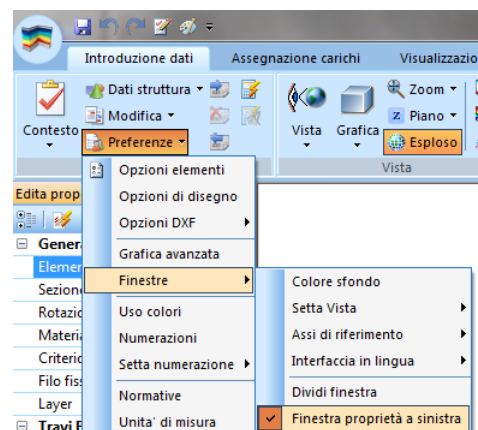 Introduzione dati Assegnazione carichi Visualizzazio
Contesto
Dati struttura
Modifica
Preferenze
Vista
Grafica
Zoom
Piano
Esploso
Vista
Edita prop
Opzioni elementi
Opzioni di disegno
Opzioni DXF
Grafica avanzata
Finestre
Uso colori
Numerazioni
Setta numerazione
Normative
Unita' di misura
Colore sfondo
Setta Vista
Assi di riferimento
Interfaccia in lingua
Dividi finestra
Finestra proprietà a sinistra
Genera
Elemen
Sezion
Rotazio
Materia
Criterio
Filo fiss
Layer
Travi F